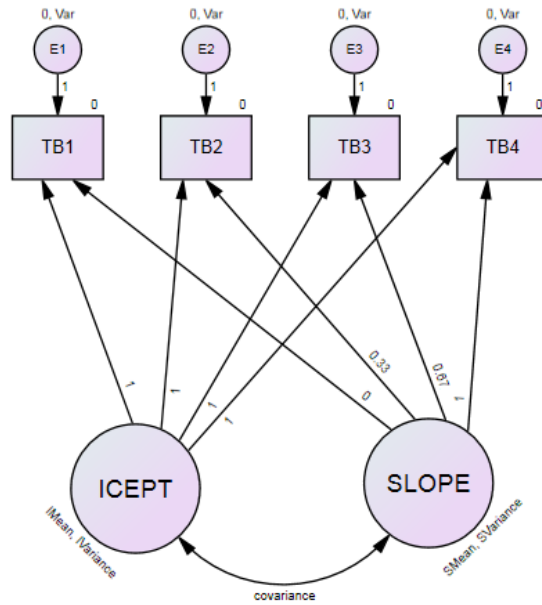 0, Var
0, Var
0, Var
0, Var
E1
E2
E3
E4
1
1
1
1
0
0
0
0
TB1
TB2
TB3
TB4
0.33
0.67
1
1
1
1
0
1
ICEPT
SLOPE
IMean, IVariance
SMean, SVariance
covariance